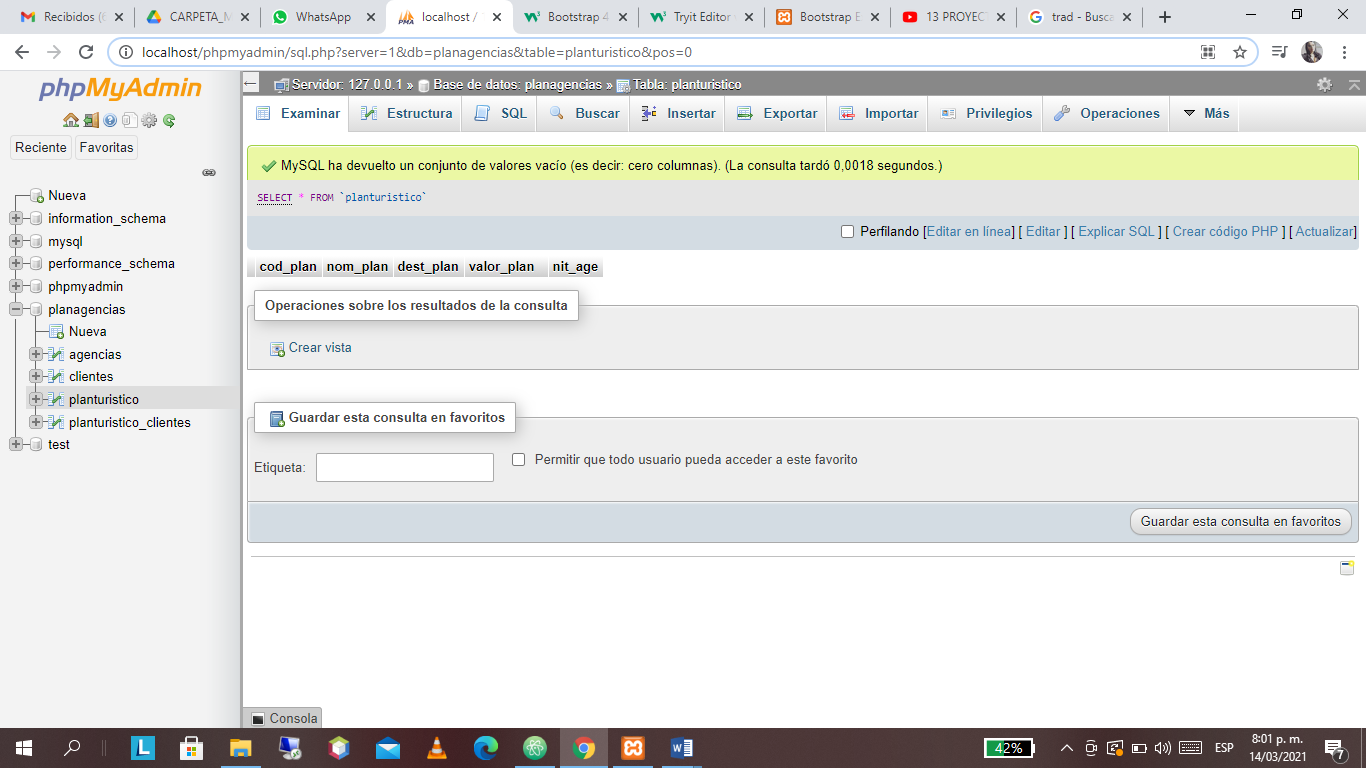 Recibidos (6
CARPETA_M
WhatsApp
localhost /
Bootstrap 4
Tryit Editor
Bootstrap E
13 PROYEC
trad - Busca
localhost/phpmyadmin/sql.php?server=1&db=planagencias&table=planturistico&pos=0
phpMyAdmin
Reciente
Favoritas
Nueva
information_schema
mysql
performance_schema
phpmyadmin
planagencias
Nueva
agencias
clientes
planturistico
planturistico_clientes
test
Servidor: 127.0.0.1 » Base de datos: planagencias » Tabla: planturistico
Examinar Estructura SQL Buscar Insertar Exportar Importar Privilegios Operaciones Más
MySQL ha devuelto un conjunto de valores vacío (es decir: cero columnas). (La consulta tardó 0,0018 segundos.)
SELECT * FROM `planturistico`
Perfilando [Editar en línea] [ Editar ] [ Explicar SQL ] [ Crear código PHP ] [ Actualizar]
cod_plan nom_plan dest_plan valor_plan nit_age
Operaciones sobre los resultados de la consulta
Crear vista
Guardar esta consulta en favoritos
Etiqueta:
Permitir que todo usuario pueda acceder a este favorito
Guardar esta consulta en favoritos
Consola
42%
ESP
8:01 p. m.
14/03/2021
7